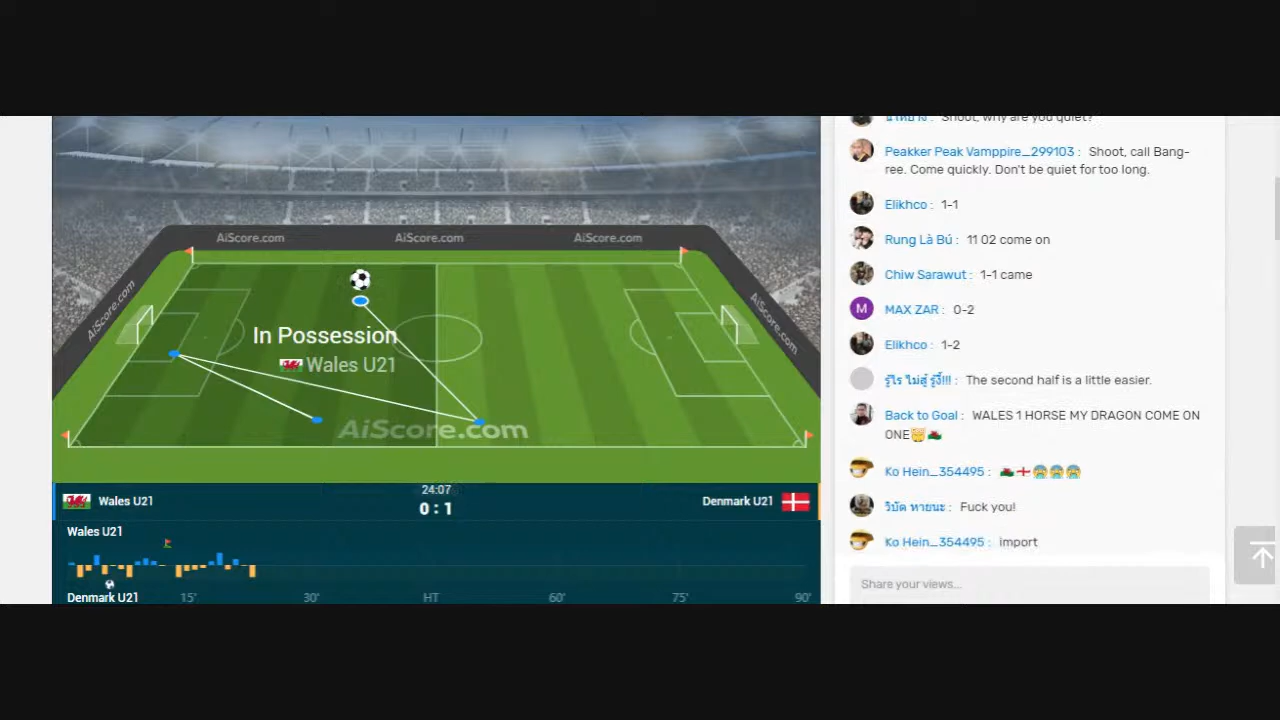 AiScore.com
AiScore.com
AiScore.com
AiScore.com
AiScore.com
In Possession
Wales U21
AiScore.com
Wales U21
24:07
0 : 1
Denmark U21
Wales U21
Denmark U21
15'
30'
HT
60'
75'
90'
Shoot, why are you quiet?
Peakker Peak Vamppire_299103 : Shoot, call Bang-
ree. Come quickly. Don't be quiet for too long.
Elikhco : 1-1
Rung Là Bú : 11 02 come on
Chiw Sarawut : 1-1 came
M
MAX ZAR : 0-2
Elikhco : 1-2
รู้ไร ไม่สู้ รู้งี้!!! : The second half is a little easier.
Back to Goal : WALES 1 HORSE MY DRAGON COME ON
ONE
Ko Hein_354495 :
วิบัด หายนะ : Fuck you!
Ko Hein_354495 : import
Share your views...